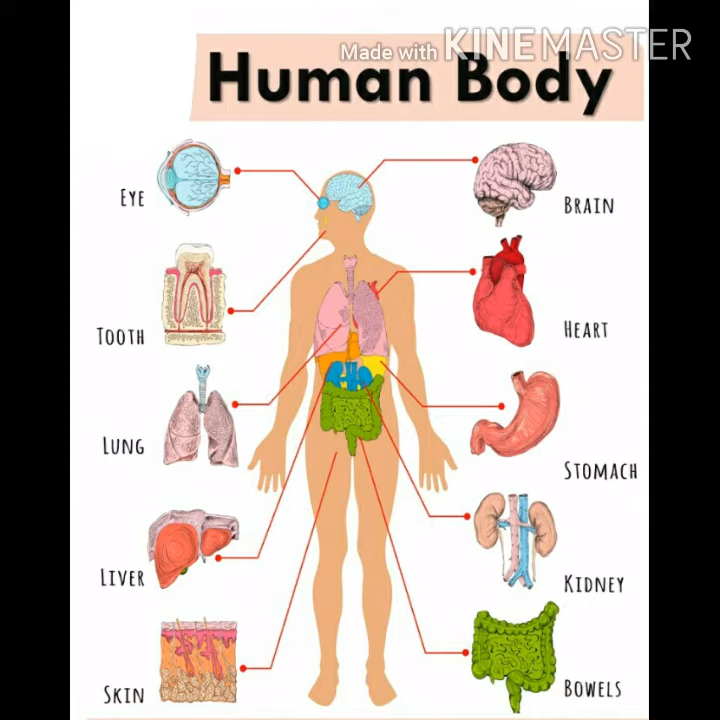 Made with KINEMASTER
Human Body
EYE
BRAIN
TOOTH
HEART
LUNG
STOMACH
LIVER
KIDNEY
SKIN
BOWELS